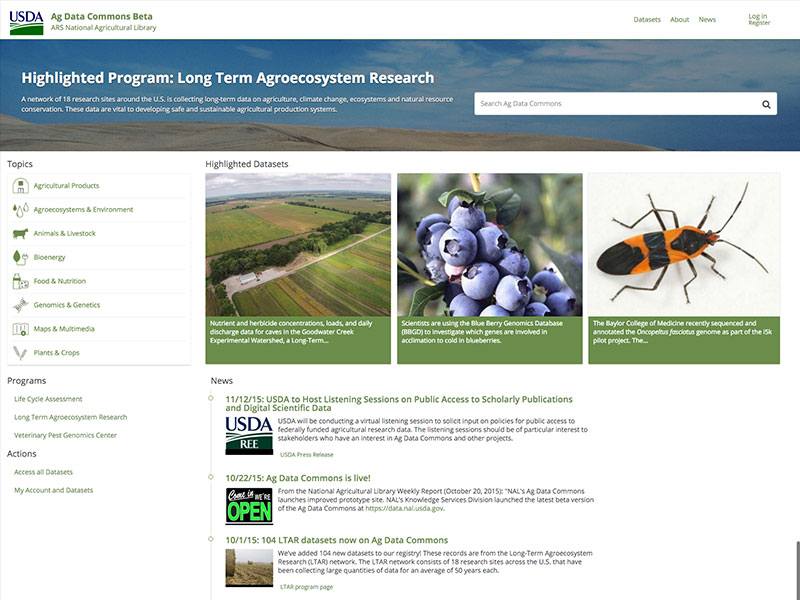 USDA
Ag Data Commons Beta
ARS National Agricultural Library
Datasets About News
Log in
Register
Highlighted Program: Long Term Agroecosystem Research
A network of 18 research sites around the U.S. is collecting long-term data on agriculture, climate change, ecosystems and natural resource
conservation. These data are vital to developing safe and sustainable agricultural production systems.
Search Ag Data Commons
Topics
Agricultural Products
Agroecosystems & Environment
Animals & Livestock
Bioenergy
Food & Nutrition
Genomics & Genetics
Maps & Multimedia
Plants & Crops
Programs
Life Cycle Assessment
Long Term Agroecosystem Research
Veterinary Pest Genomics Center
Actions
Access all Datasets
My Account and Datasets
Highlighted Datasets
Nutrient and herbicide concentrations, loads, and daily
discharge data for caves in the Goodwater Creek
Experimental Watershed, a Long-Term...
Scientists are using the Blue Berry Genomics Database
(BBGD) to investigate which genes are involved in
acclimation to cold in blueberries.
The Baylor College of Medicine recently sequenced and
annotated the Oncopeltus fasciatus genome as part of the i5k
pilot project. The...
News
11/12/15: USDA to Host Listening Sessions on Public Access to Scholarly Publications
and Digital Scientific Data
USDA
REE
USDA will be conducting a virtual listening session to solicit input on policies for public access to
federally funded agricultural research data. The listening sessions should be of particular interest to
stakeholders who have an interest in Ag Data Commons and other projects.
USDA Press Release
10/22/15: Ag Data Commons is live!
Come in WE'RE
OPEN
From the National Agricultural Library Weekly Report (October 20, 2015): "NAL's Ag Data Commons
launches improved prototype site. NAL's Knowledge Services Division launched the latest beta version
of the Ag Data Commons at https://data.nal.usda.gov.
10/1/15: 104 LTAR datasets now on Ag Data Commons
We've added 104 new datasets to our registry! These records are from the Long-Term Agroecosystem
Research (LTAR) network. The LTAR network consists of 18 research sites across the U.S. that have
been collecting large quantities of data for an average of 50 years each.
LTAR program page